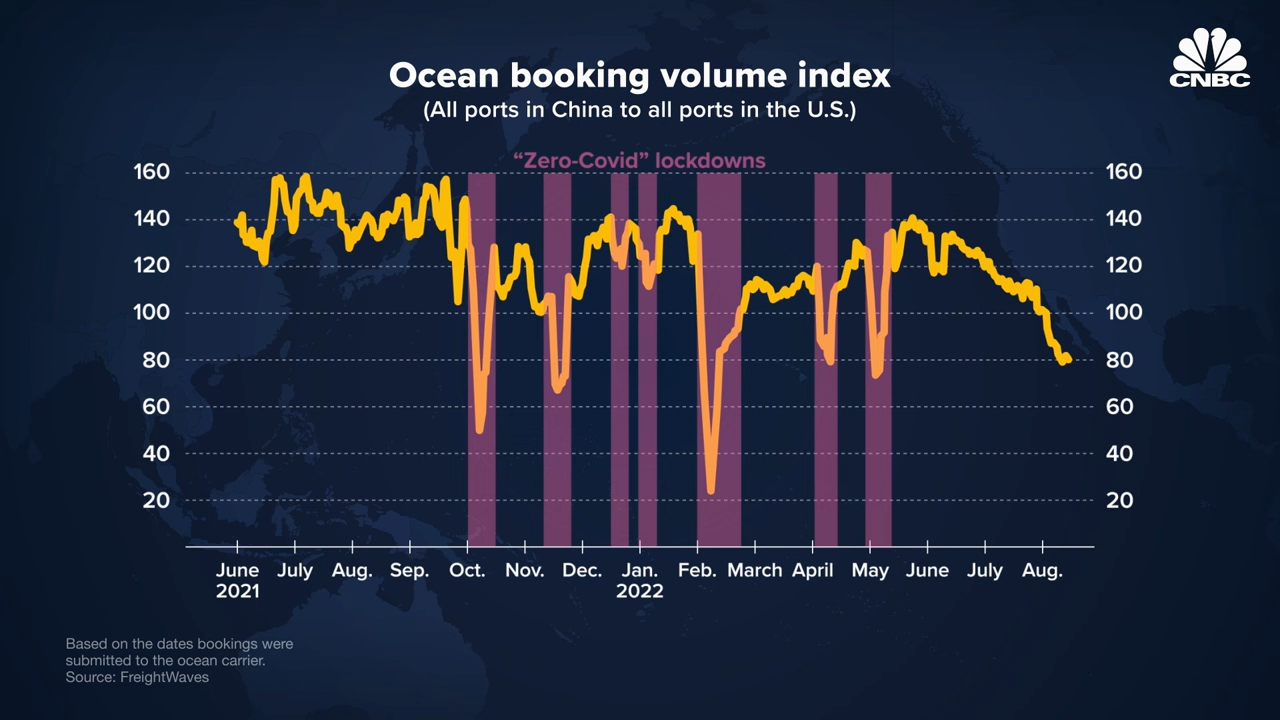 CNBC
Ocean booking volume index
(All ports in China to all ports in the U.S.)
“Zero-Covid” lockdowns
160 160
140 140
120 120
100 100
80 80
60 60
40 40
20 20
June July Aug. Sep. Oct. Nov. Dec. Jan. Feb. March April May June July Aug.
2021 2022
Based on the dates bookings were
submitted to the ocean carrier.
Source: FreightWaves